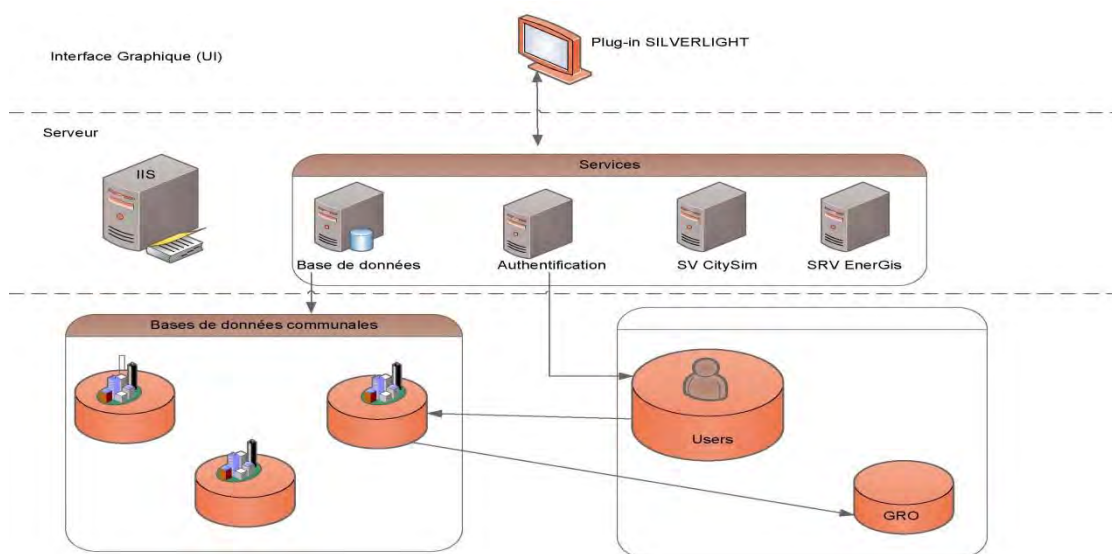 Plug-in SILVERLIGHT
Interface Graphique (UI)
Serveur
IIS
Services
Base de données
Authentification
SV CitySim
SRV EnerGis
Bases de données communales
Users
GRO